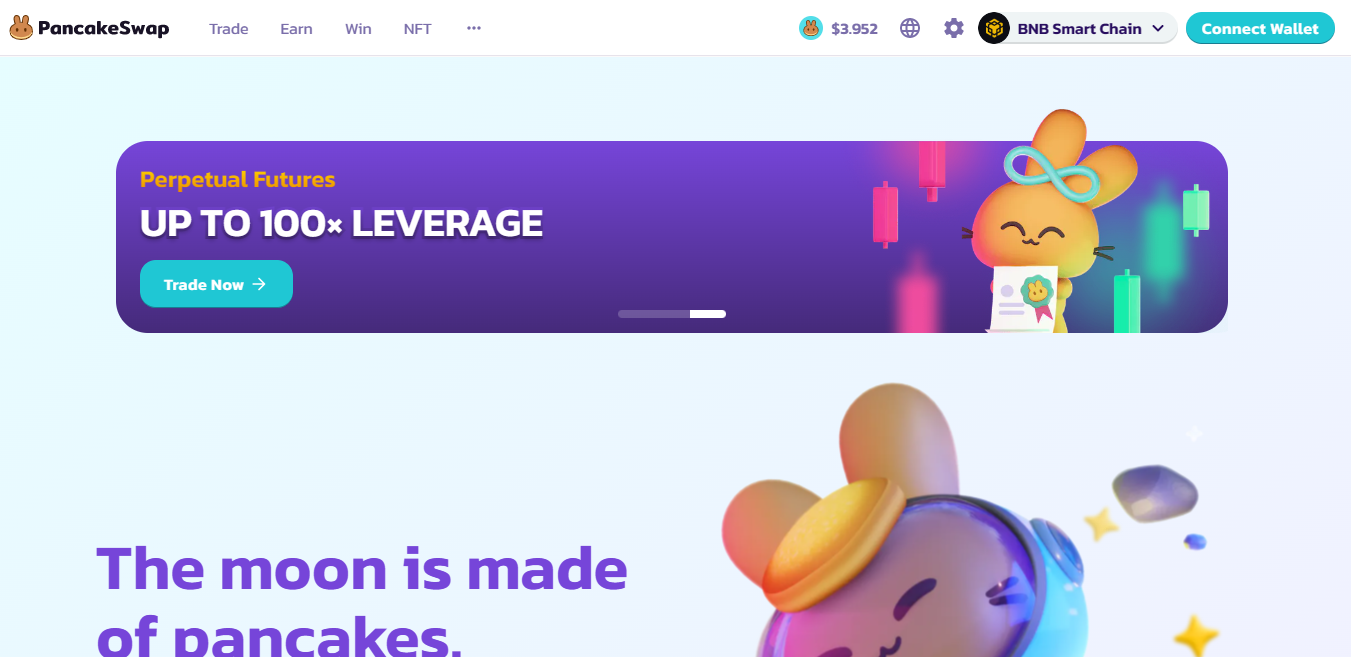 PancakeSwap
Trade
Earn
Win
NFT
$3.952
BNB Smart Chain
Connect Wallet
Perpetual Futures
UP TO 100× LEVERAGE
Trade Now
The moon is made
of pancakes.